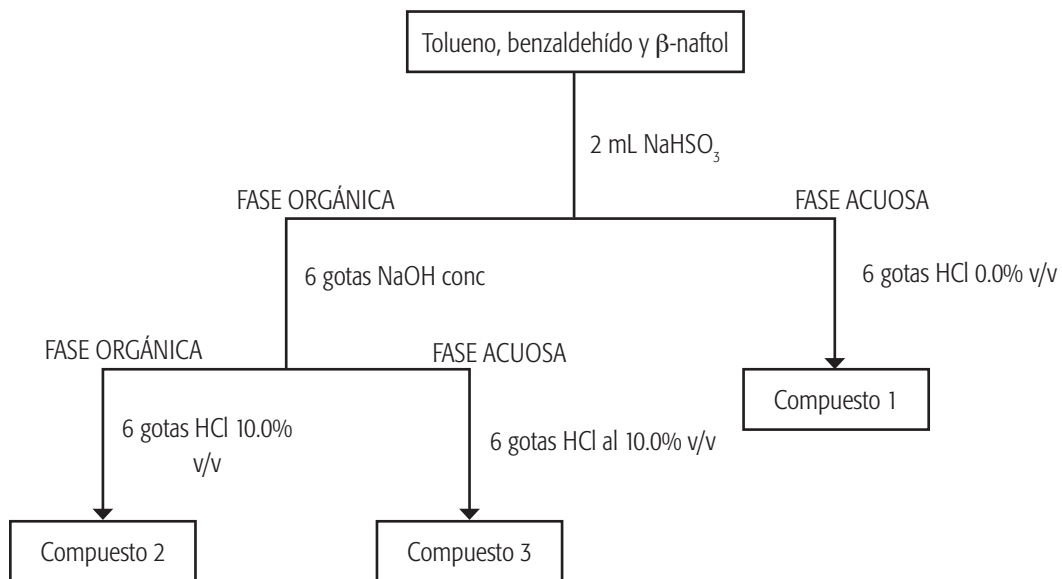 Tolueno, benzaldehído y β-naftol
2 mL NaHSO₃
FASE ORGÁNICA
FASE ACUOSA
6 gotas NaOH conc
6 gotas HCl 0.0% v/v
FASE ORGÁNICA
FASE ACUOSA
Compuesto 1
6 gotas HCl 10.0%
v/v
6 gotas HCl al 10.0% v/v
Compuesto 2
Compuesto 3